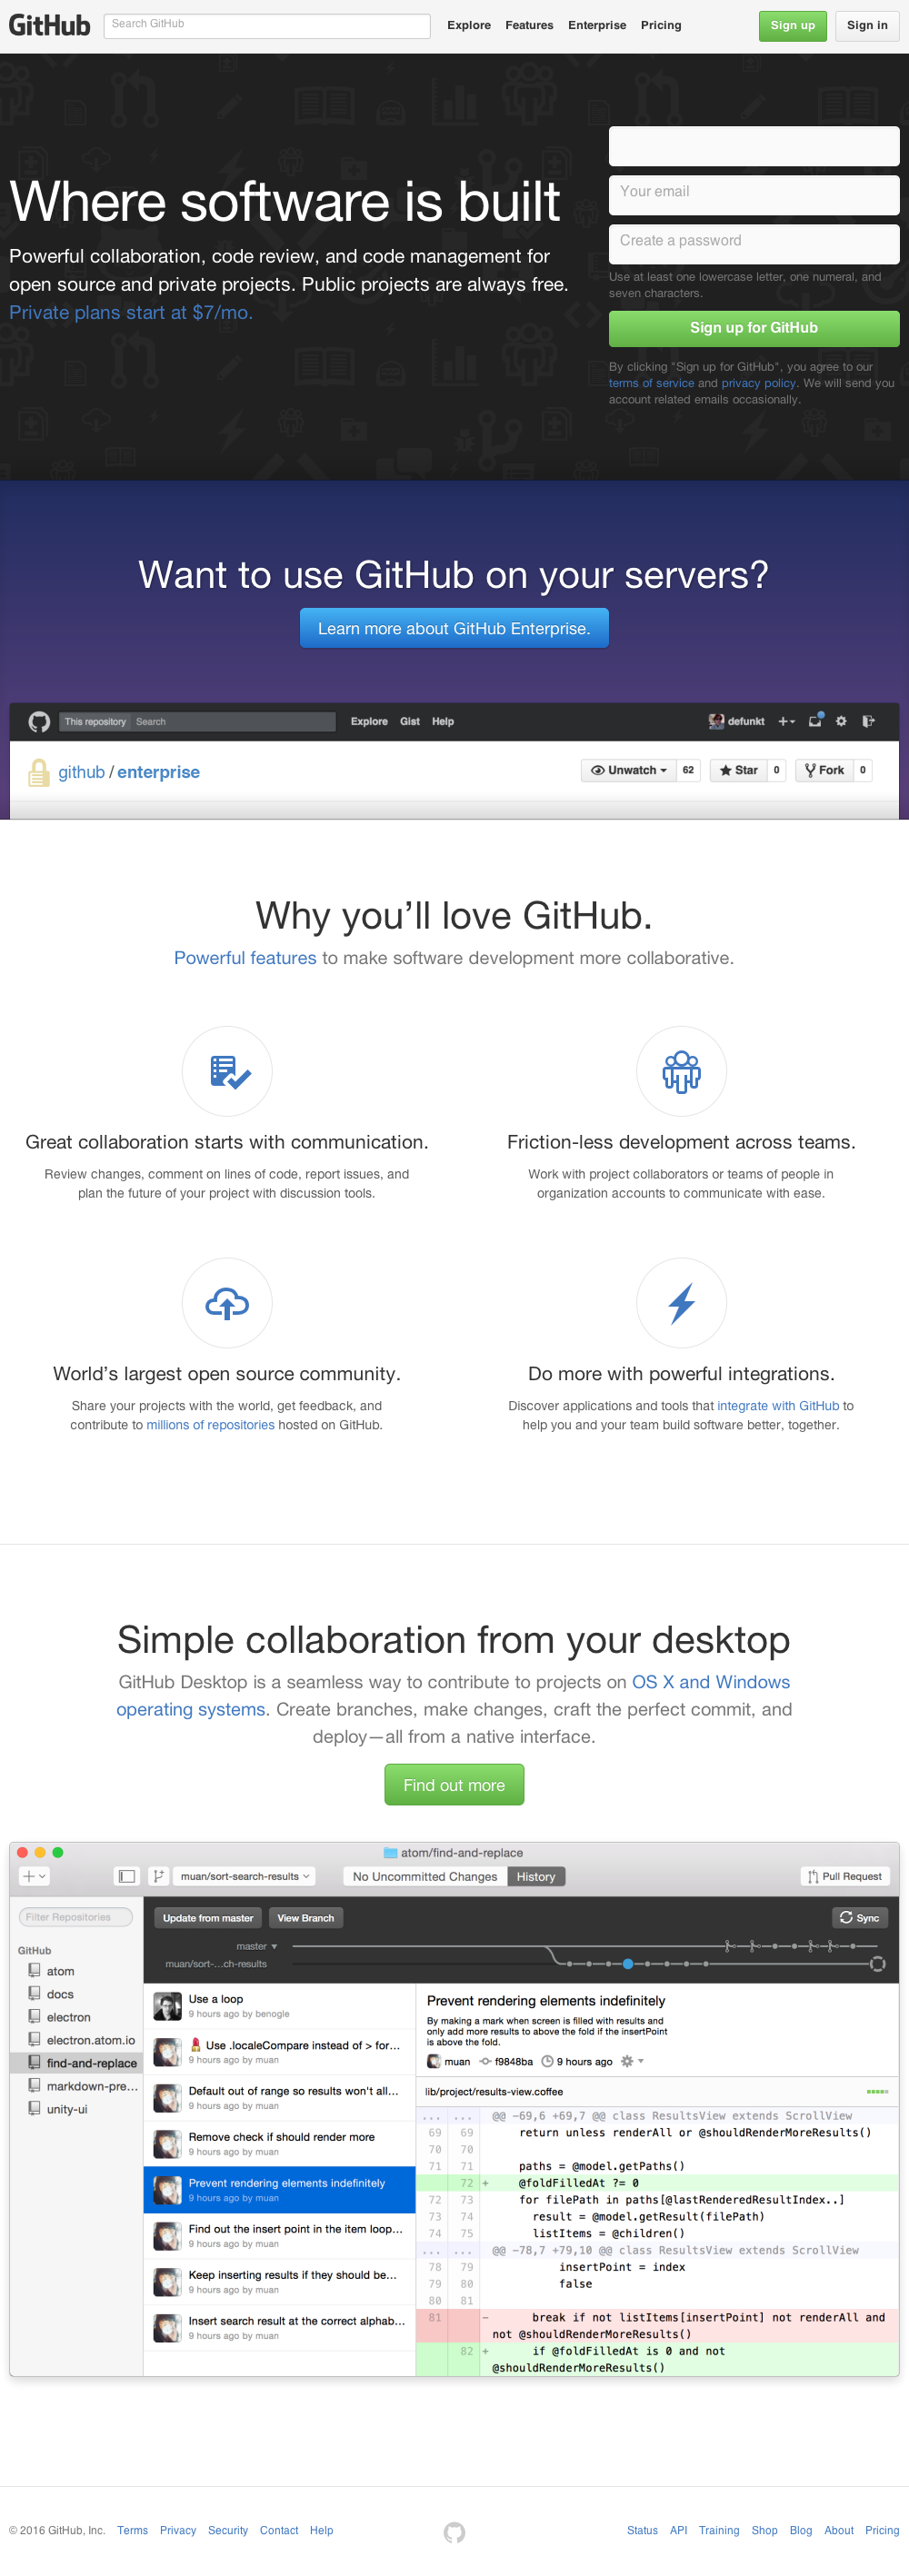 GitHub
Search GitHub
Explore Features Enterprise Pricing
Sign up
Sign in
Where software is built
Powerful collaboration, code review, and code management for
open source and private projects. Public projects are always free.
Private plans start at $7/mo.
Your email
Create a password
Use at least one lowercase letter, one numeral, and
seven characters.
Sign up for GitHub
By clicking "Sign up for GitHub", you agree to our
terms of service and privacy policy. We will send you
account related emails occasionally.
Want to use GitHub on your servers?
Learn more about GitHub Enterprise.
This repository Search
Explore Gist Help
defunkt
github / enterprise
Unwatch 62
Star 0
Fork 0
Why you’ll love GitHub.
Powerful features to make software development more collaborative.
Great collaboration starts with communication.
Review changes, comment on lines of code, report issues, and
plan the future of your project with discussion tools.
Friction-less development across teams.
Work with project collaborators or teams of people in
organization accounts to communicate with ease.
World’s largest open source community.
Share your projects with the world, get feedback, and
contribute to millions of repositories hosted on GitHub.
Do more with powerful integrations.
Discover applications and tools that integrate with GitHub to
help you and your team build software better, together.
Simple collaboration from your desktop
GitHub Desktop is a seamless way to contribute to projects on OS X and Windows
operating systems. Create branches, make changes, craft the perfect commit, and
deploy—all from a native interface.
Find out more
atom/find-and-replace
muan/sort-search-results
No Uncommitted Changes History
Pull Request
Filter Repositories
GitHub
atom
docs
electron
electron.atom.io
find-and-replace
markdown-pre...
unity-ui
Update from master
View Branch
Sync
master
muan/sort-...ch-results
Use a loop
9 hours ago by benogle
Use .localeCompare instead of > for...
9 hours ago by muan
Default out of range so results won't all...
9 hours ago by muan
Remove check if should render more
9 hours ago by muan
Prevent rendering elements indefinitely
9 hours ago by muan
Find out the insert point in the item loop...
9 hours ago by muan
Keep inserting results if they should be...
9 hours ago by muan
Insert search result at the correct alphab...
9 hours ago by muan
Prevent rendering elements indefinitely
By making a mark when screen is filled with results and
only add more results to above the fold if the insertPoint
is above the fold.
muan f9848ba 9 hours ago
lib/project/results-view.coffee
... ... @@ -69,6 +69,7 @@ class ResultsView extends ScrollView
69 69 return unless renderAll or @shouldRenderMoreResults()
70 70
71 71 paths = @model.getPaths()
72 + @foldFilledAt ?= 0
72 73 for filePath in paths[@lastRenderedResultIndex..]
73 74 result = @model.getResult(filePath)
74 75 listItems = @children()
... ... @@ -78,7 +79,10 @@ class ResultsView extends ScrollView
78 79 insertPoint = index
79 80 false
80 81
81 - break if not listItems[insertPoint] not renderAll and
not @shouldRenderMoreResults()
82 + if @foldFilledAt is 0 and not
@shouldRenderMoreResults()
© 2016 GitHub, Inc. Terms Privacy Security Contact Help
Status API Training Shop Blog About Pricing